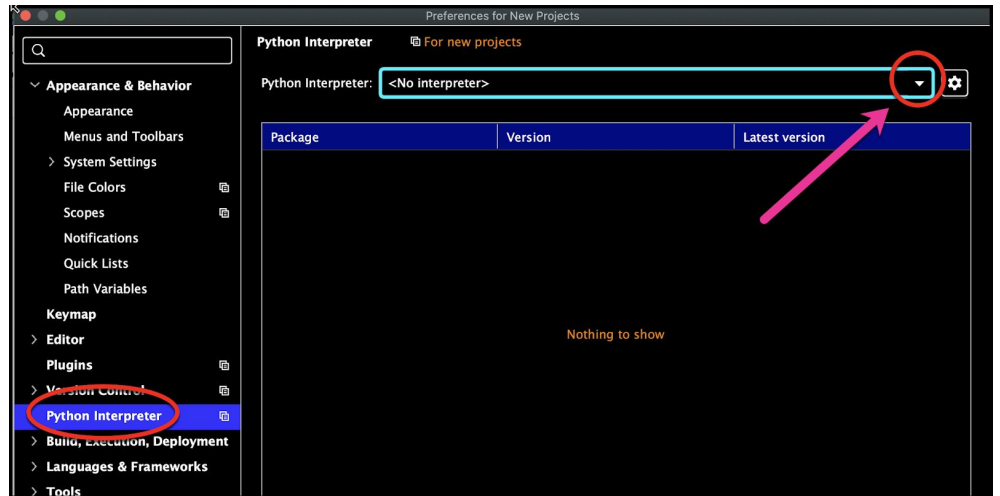 Preferences for New Projects
Python Interpreter For new projects
Python Interpreter: <No interpreter>
Package Version Latest version
Nothing to show
Appearance & Behavior
Appearance
Menus and Toolbars
System Settings
File Colors
Scopes
Notifications
Quick Lists
Path Variables
Keymap
Editor
Plugins
Version Control
Python Interpreter
Build, Execution, Deployment
Languages & Frameworks
Tools